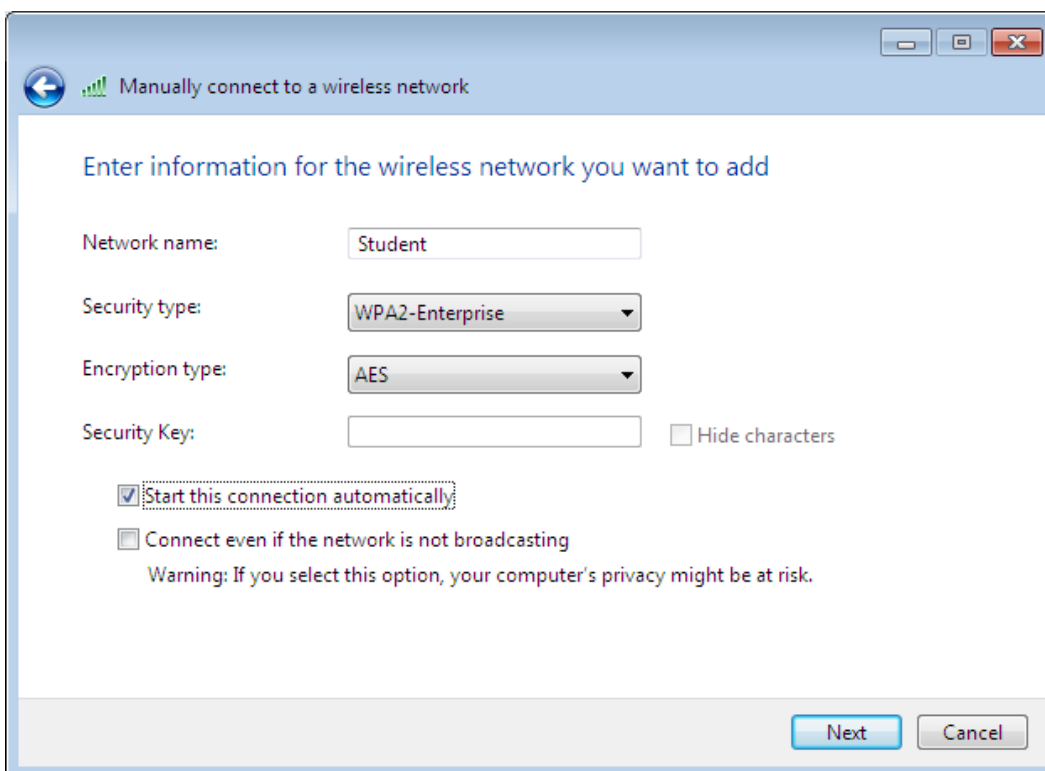 Manually connect to a wireless network
Enter information for the wireless network you want to add
Network name: Student
Security type: WPA2-Enterprise
Encryption type: AES
Security Key: Hide characters
Start this connection automatically
Connect even if the network is not broadcasting
Warning: If you select this option, your computer's privacy might be at risk.
Next Cancel